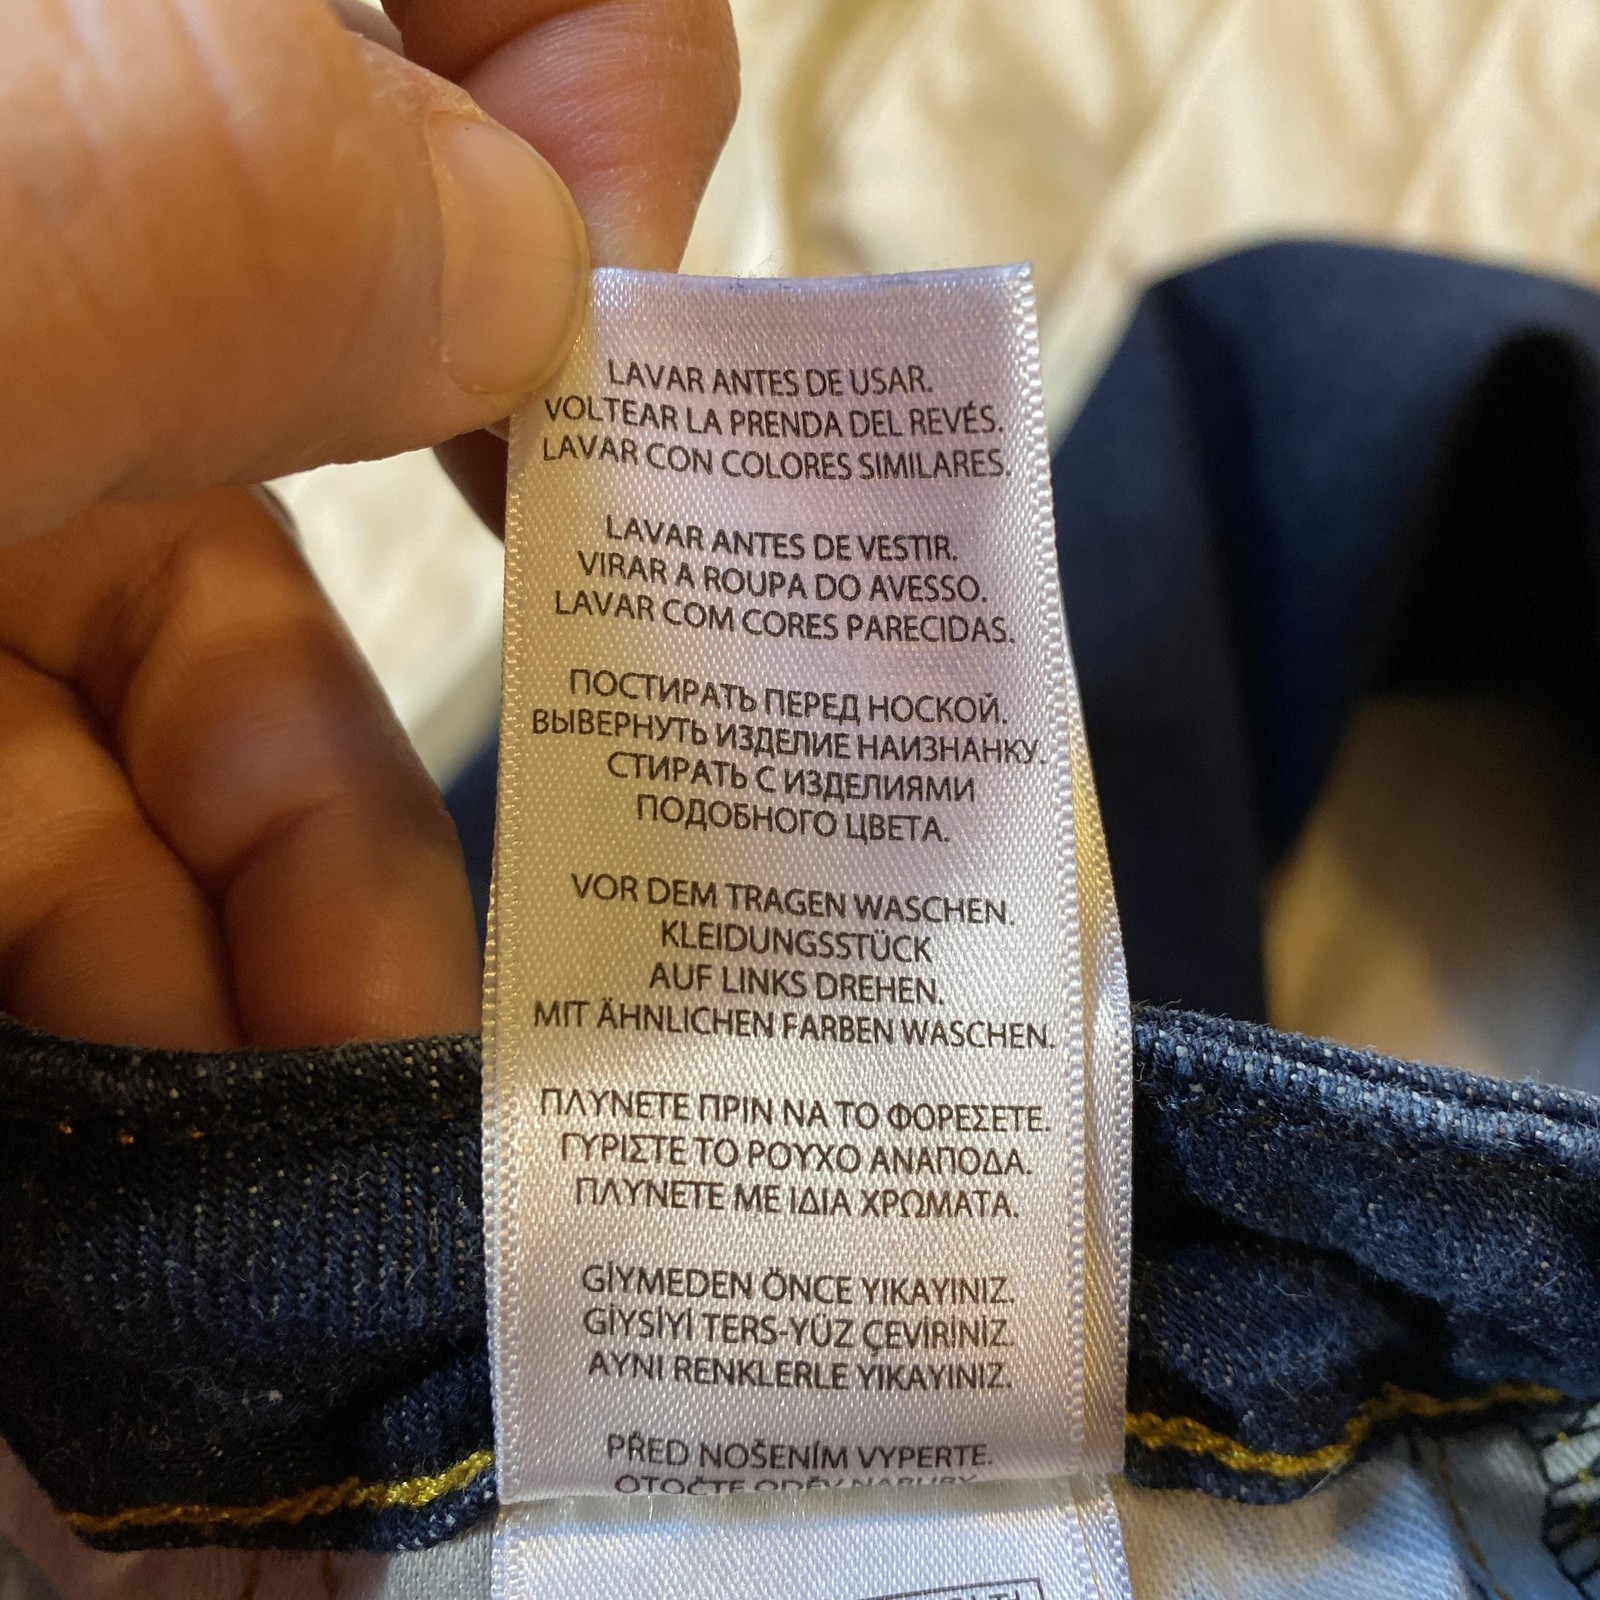 LAVAR ANTES DE USAR.
VOLTEAR LA PRENDA DEL REVÉS.
LAVAR CON COLORES SIMILARES.
LAVAR ANTES DE VESTIR.
VIRAR A ROUPA DO AVESSO.
LAVAR COM CORES PARECIDAS.
ПОСТИРАТЬ ПЕРЕД НОСКОЙ.
ВЫВЕРНУТЬ ИЗДЕЛИЕ НАИЗНАНКУ.
СТИРАТЬ С ИЗДЕЛИЯМИ
ПОДОБНОГО ЦВЕТА.
VOR DEM TRAGEN WASCHEN.
KLEIDUNGSSTÜCK
AUF LINKS DREHEN.
MIT ÄHNLICHEN FARBEN WASCHEN.
ΠΛΥΝΕΤΕ ΠΡΙΝ ΝΑ ΤΟ ΦΟΡΕΣΕΤΕ.
ΓΥΡΙΣΤΕ ΤΟ ΡΟΥΧΟ ΑΝΑΠΟΔΑ.
ΠΛΥΝΕΤΕ ΜΕ ΙΔΙΑ ΧΡΩΜΑΤΑ.
GİYMEDEN ÖNCE YIKAYINIZ.
GİYSİYİ TERS-YÜZ ÇEVİRİNİZ.
AYNI RENKLERLE YIKAYINIZ.
PŘED NOŠENÍM VYPERTE.
OTOČTE ODĚV NARUBY